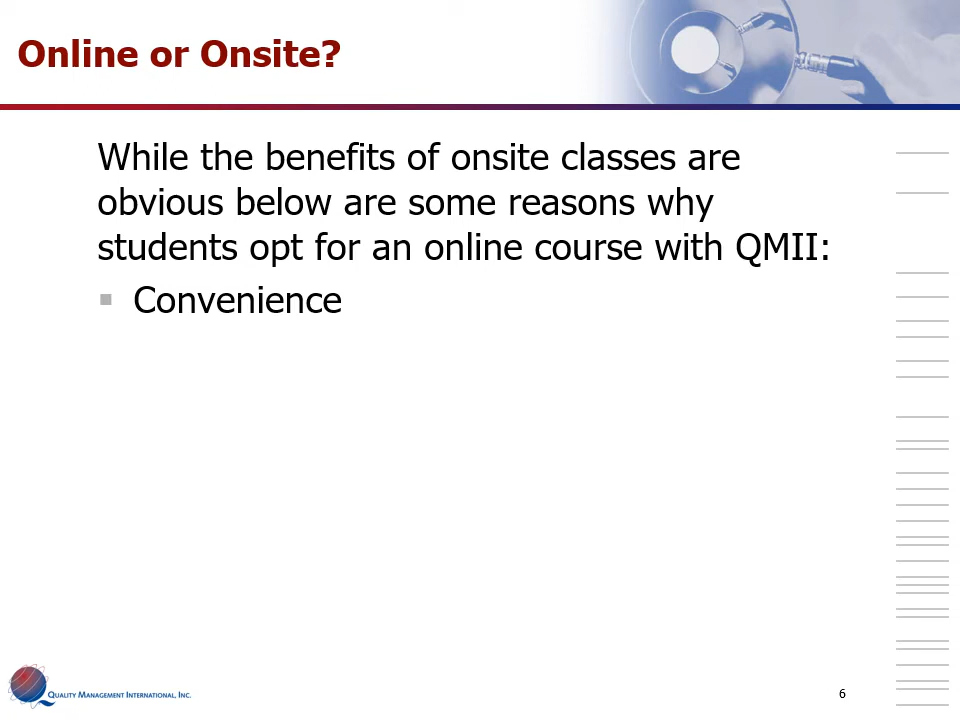 Online or Onsite?
While the benefits of onsite classes are
obvious below are some reasons why
students opt for an online course with QMII:
Convenience
Quality Management International, Inc.
6